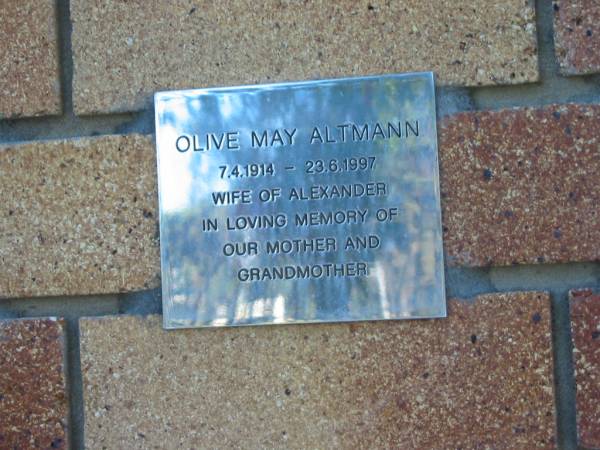 OLIVE MAY ALTMANN
7.4.1914 – 23.6.1997
WIFE OF ALEXANDER
IN LOVING MEMORY OF
OUR MOTHER AND
GRANDMOTHER